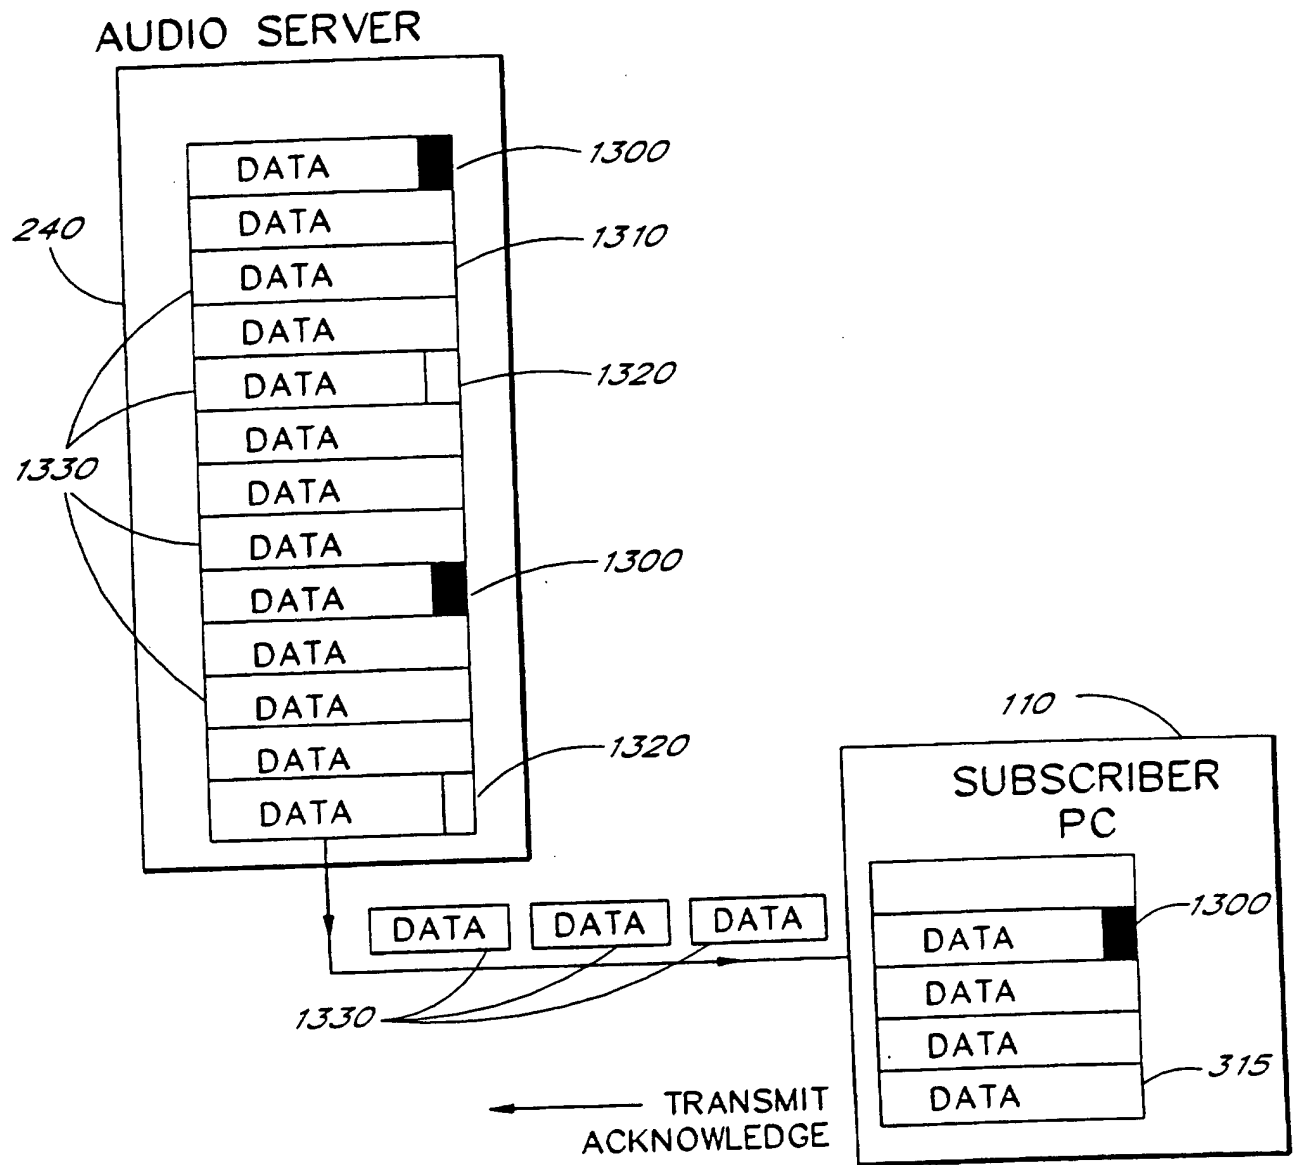 AUDIO SERVER
DATA
1300
DATA
240
DATA
1310
DATA
DATA
1320
DATA
1330
DATA
DATA
DATA
1300
DATA
DATA
DATA
1320
DATA
110
SUBSCRIBER
PC
DATA DATA DATA
1330
DATA
1300
DATA
DATA
DATA
315
TRANSMIT
ACKNOWLEDGE